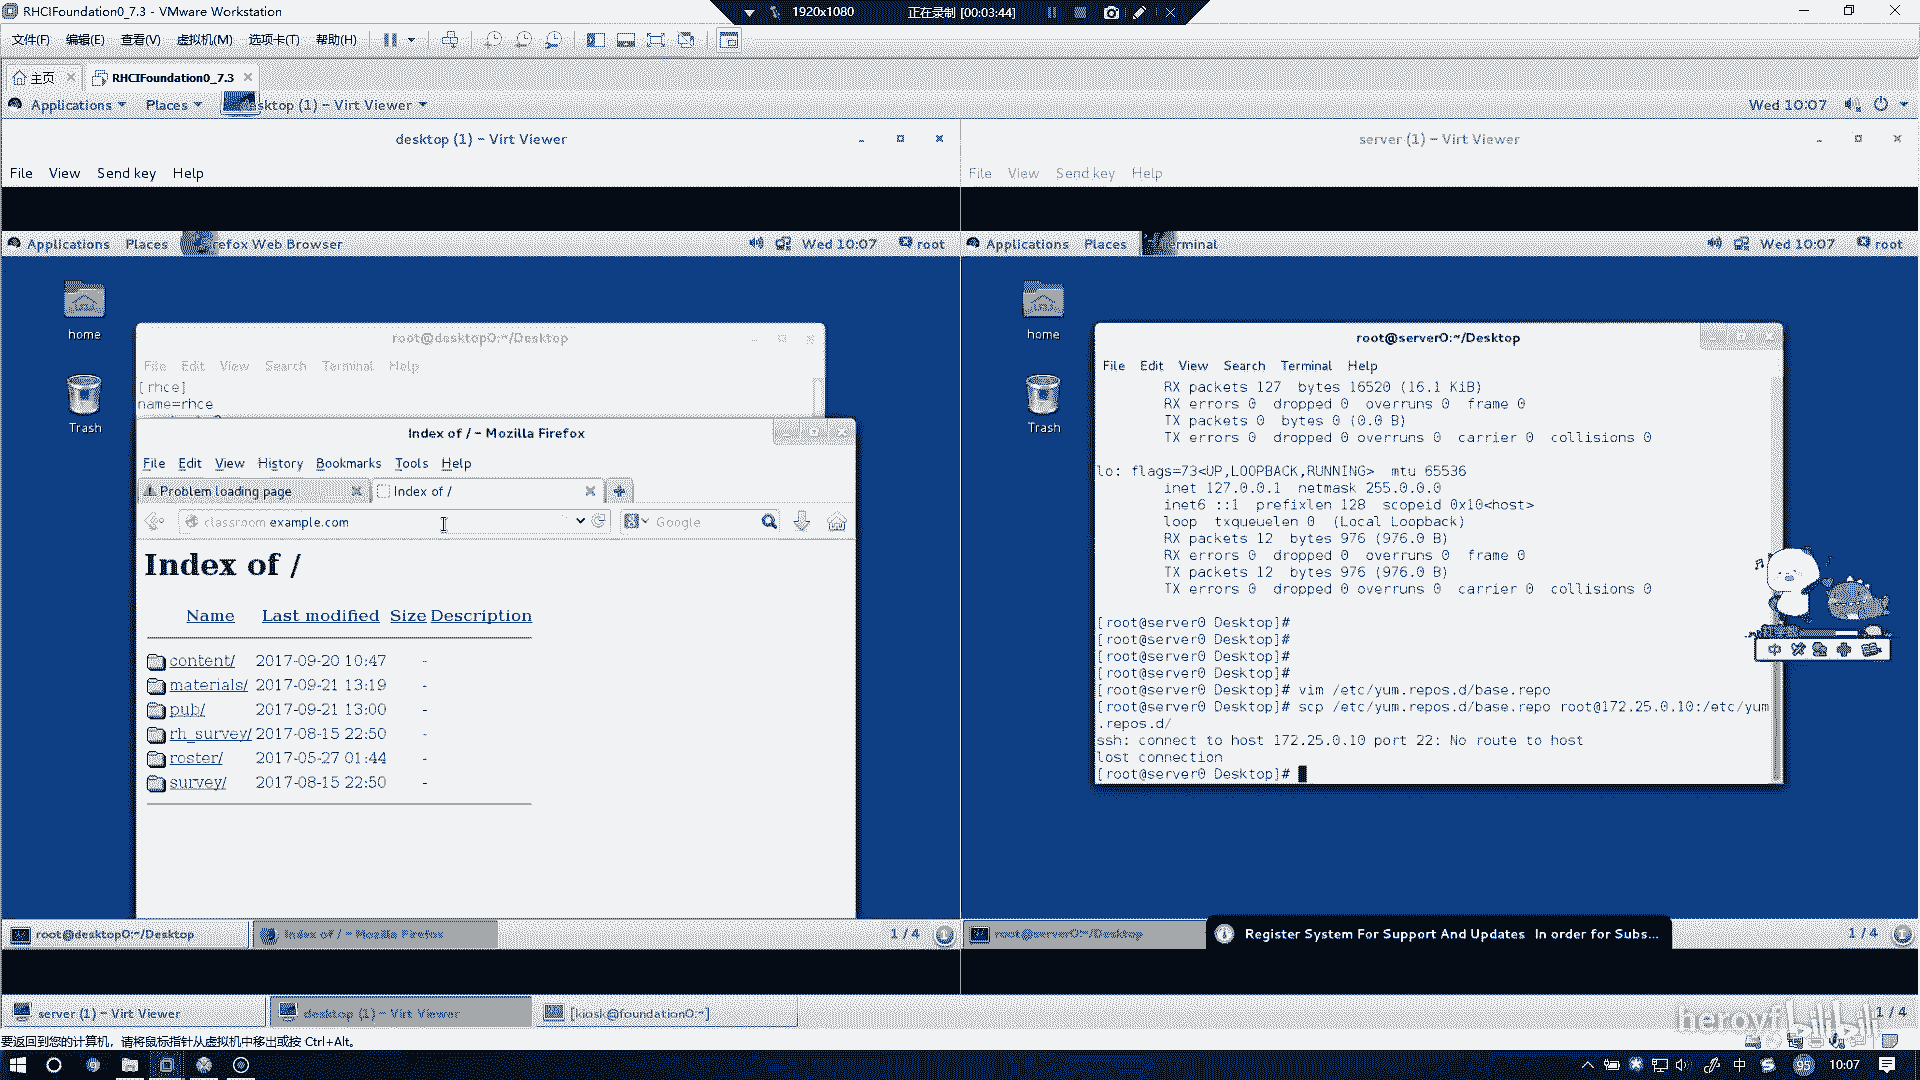 RHCIFoundation0_7.3 - VMware Workstation
1920x1080
正在录制 [00:03:44]
文件(F) 编辑(E) 查看(V) 虚拟机(M) 选项卡(T) 帮助(H)
主页
RHCIFoundation0_7.3
Applications Places desktop (1) - Virt Viewer
Wed 10:07
desktop (1) - Virt Viewer
File View Send key Help
Applications Places Firefox Web Browser
Wed 10:07 root
home
Trash
root@desktop0:~/Desktop
File Edit View Search Terminal Help
[rhce]
name=rhce
Index of / - Mozilla Firefox
File Edit View History Bookmarks Tools Help
Problem loading page
Index of /
classroom.example.com
Google
Index of /
Name Last modified Size Description
content/ 2017-09-20 10:47 -
materials/ 2017-09-21 13:19 -
pub/ 2017-09-21 13:00 -
rh_survey/ 2017-08-15 22:50 -
roster/ 2017-05-27 01:44 -
survey/ 2017-08-15 22:50 -
root@desktop0:~/Desktop
Index of / - Mozilla Firefox
1 / 4
server (1) - Virt Viewer
File View Send key Help
Applications Places Terminal
Wed 10:07 root
home
Trash
root@server0:~/Desktop
File Edit View Search Terminal Help
RX packets 127 bytes 16520 (16.1 KiB)
RX errors 0 dropped 0 overruns 0 frame 0
TX packets 0 bytes 0 (0.0 B)
TX errors 0 dropped 0 overruns 0 carrier 0 collisions 0
lo: flags=73<UP,LOOPBACK,RUNNING> mtu 65536
inet 127.0.0.1 netmask 255.0.0.0
inet6 ::1 prefixlen 128 scopeid 0x10<host>
loop txqueuelen 0 (Local Loopback)
RX packets 12 bytes 976 (976.0 B)
RX errors 0 dropped 0 overruns 0 frame 0
TX packets 12 bytes 976 (976.0 B)
TX errors 0 dropped 0 overruns 0 carrier 0 collisions 0
[root@server0 Desktop]#
[root@server0 Desktop]#
[root@server0 Desktop]#
[root@server0 Desktop]#
[root@server0 Desktop]# vim /etc/yum.repos.d/base.repo
[root@server0 Desktop]# scp /etc/yum.repos.d/base.repo root@172.25.0.10:/etc/yum
.repos.d/
ssh: connect to host 172.25.0.10 port 22: No route to host
lost connection
[root@server0 Desktop]#
中
root@server0:~/Desktop
Register System For Support And Updates In order for Subs...
1 / 4
server (1) - Virt Viewer
desktop (1) - Virt Viewer
[kiosk@foundation0:~]
1 / 4
heroyf bilibili
要返回到您的计算机，请将鼠标指针从虚拟机中移出或按 Ctrl+Alt。
中
95
10:07